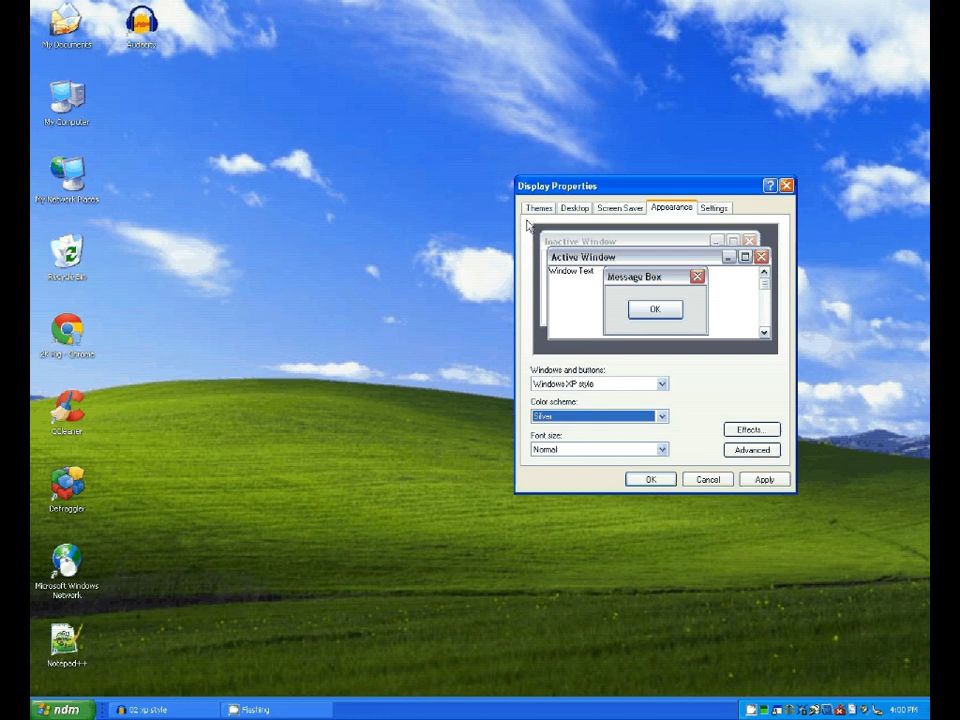 My Documents
Audacity
My Computer
My Network Places
Recycle Bin
CCleaner
Defraggler
Microsoft Windows
Network
Notepad++
Display Properties
Themes
Desktop
Screen Saver
Appearance
Settings
Inactive Window
Active Window
Window Text
Message Box
OK
Windows and buttons:
Windows XP style
Color scheme:
Silver
Font size:
Normal
Effects...
Advanced
OK
Cancel
Apply
ndm
02 xp style
Flashing
4:00 PM